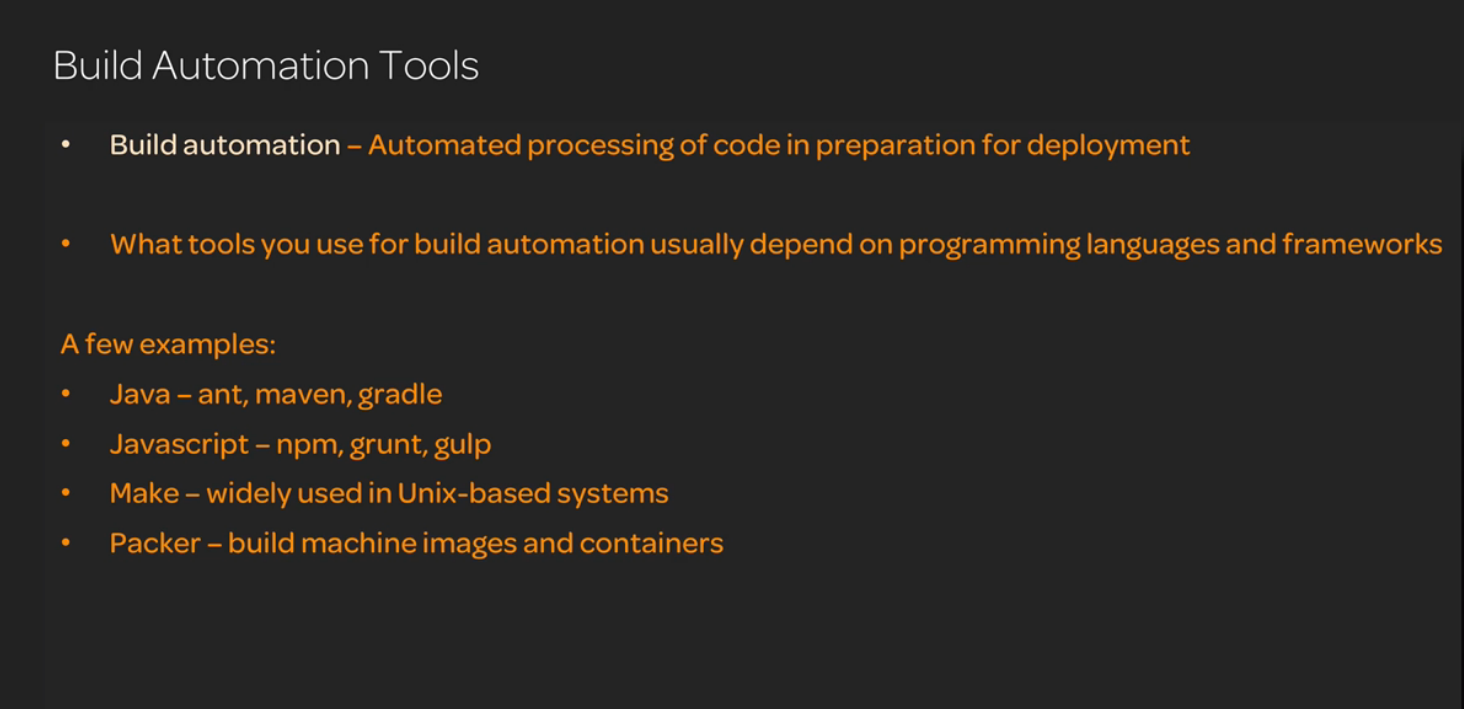 Build Automation Tools
• Build automation – Automated processing of code in preparation for deployment
• What tools you use for build automation usually depend on programming languages and frameworks
A few examples:
• Java – ant, maven, gradle
• Javascript – npm, grunt, gulp
• Make – widely used in Unix-based systems
• Packer – build machine images and containers